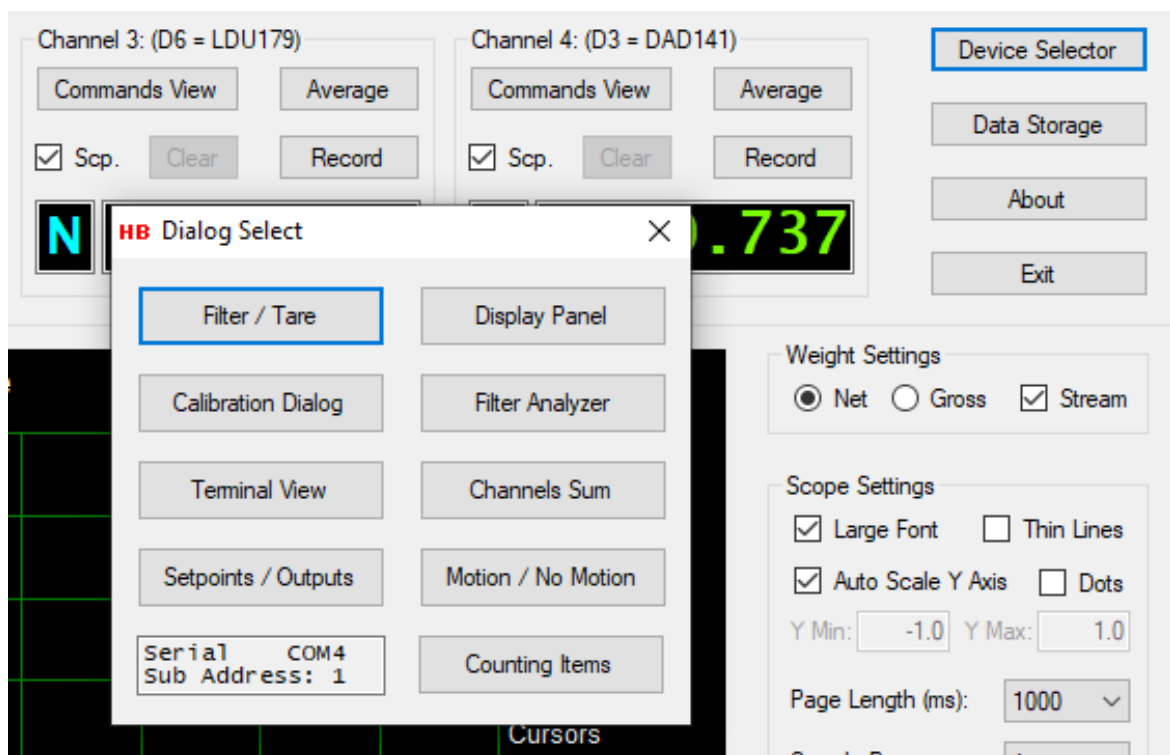 Channel 3: (D6 = LDU179)
Commands View
Average
Scp.
Clear
Record
N
Channel 4: (D3 = DAD141)
Commands View
Average
Scp.
Clear
Record
.737
Device Selector
Data Storage
About
Exit
HB Dialog Select
Filter / Tare
Display Panel
Calibration Dialog
Filter Analyzer
Terminal View
Channels Sum
Setpoints / Outputs
Motion / No Motion
Serial COM4
Sub Address: 1
Counting Items
Cursors
Weight Settings
Net
Gross
Stream
Scope Settings
Large Font
Thin Lines
Auto Scale Y Axis
Dots
Y Min: -1.0 Y Max: 1.0
Page Length (ms): 1000